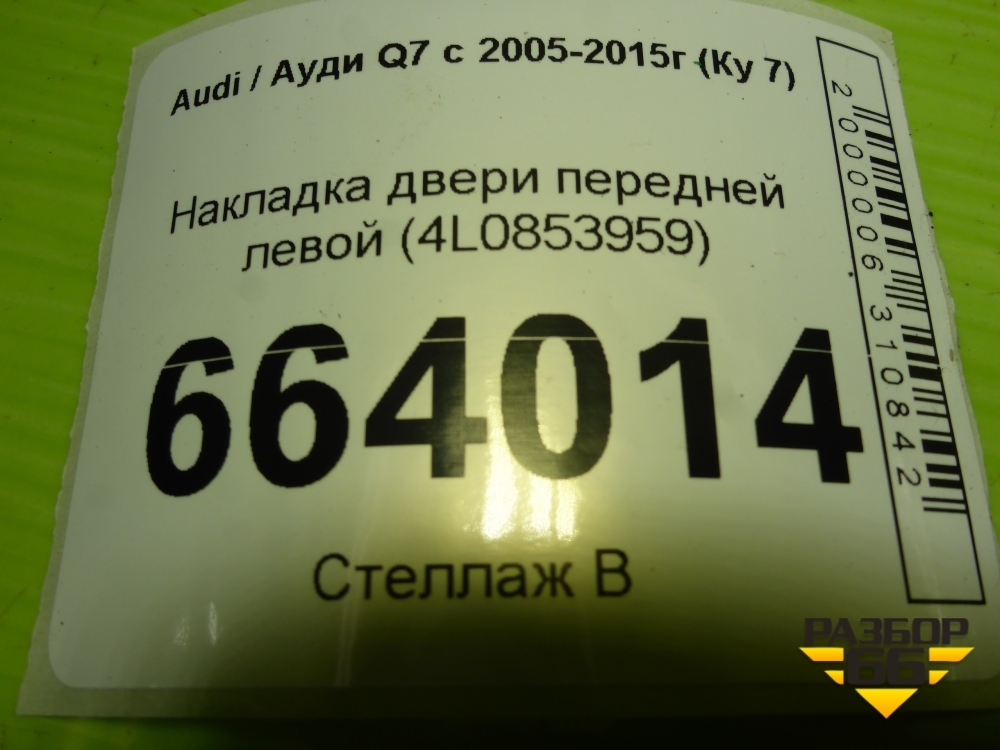 Audi / Ауди Q7 с 2005-2015г (Ку 7)
Накладка двери передней
левой (4L0853959)
664014
Стеллаж В
2000006310842
РАЗБОР
66